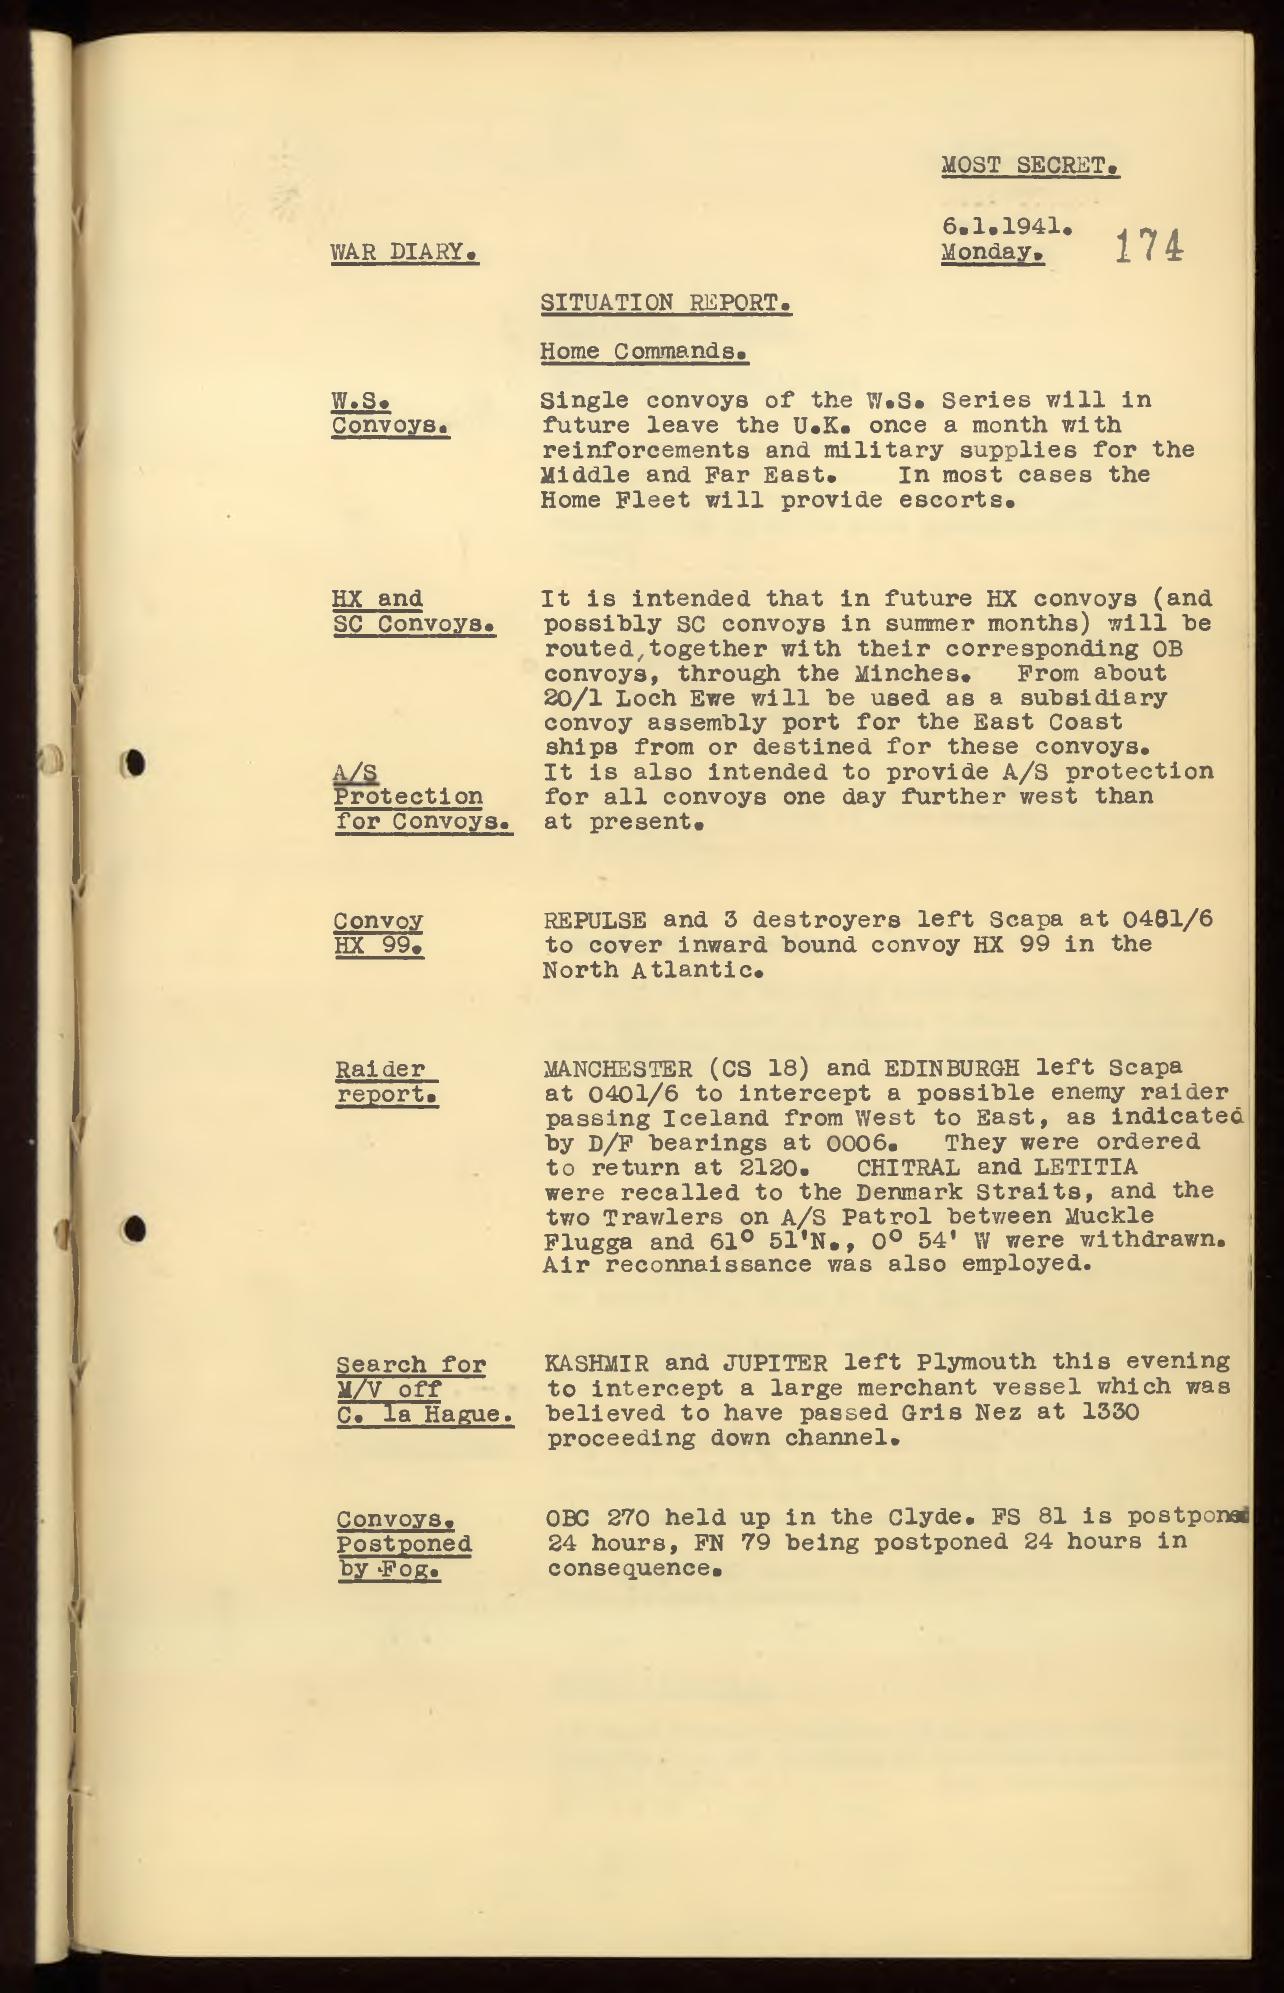 MOST SECRET.
6.1.1941.
WAR DIARY.
Monday.
174
SITUATION REPORT.
Home Commands.
W.S.
Convoys.
Single convoys of the W.S. Series will in
future leave the U.K. once a month with
reinforcements and military supplies for the
Middle and Far East. In most cases the
Home Fleet will provide escorts.
HX and
SC Convoys.
It is intended that in future HX convoys (and
possibly SC convoys in summer months) will be
routed, together with their corresponding OB
convoys, through the Minches. From about
20/1 Loch Ewe will be used as a subsidiary
convoy assembly port for the East Coast
ships from or destined for these convoys.
A/S
Protection
for Convoys.
It is also intended to provide A/S protection
for all convoys one day further west than
at present.
Convoy
HX 99.
REPULSE and 3 destroyers left Scapa at
to cover inward bound convoy HX 99 in the
North Atlantic.
Raider
report.
MANCHESTER (CS 18) and EDINBURGH left Scapa
at 0401/6 to intercept a possible enemy raider
passing Iceland from West to East, as indicated
by D/F bearings at 0006. They were ordered
to return at 2120. CHITRAL and LETITIA
were recalled to the Denmark Straits, and the
two Trawlers on A/S Patrol between Muckle
Flugga and 61° 51'N., 0° 54' W were withdrawn.
Air reconnaissance was also employed.
Search for
M/V off
C. la Hague.
KASHMIR and JUPITER left Plymouth this evening
to intercept a large merchant vessel which was
believed to have passed Gris Nez at 1330
proceeding down channel.
Convoys.
Postponed
by Fog.
OBC 270 held up in the Clyde. FS 81 is postponed
24 hours, FN 79 being postponed 24 hours in
consequence.